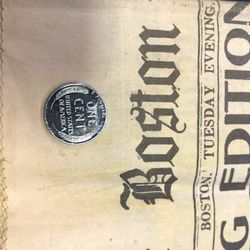 ONE
CENT
UNITED STATES
OF AMERICA
Boston
BOSTON, TUESDAY EVENING,
G EDITION